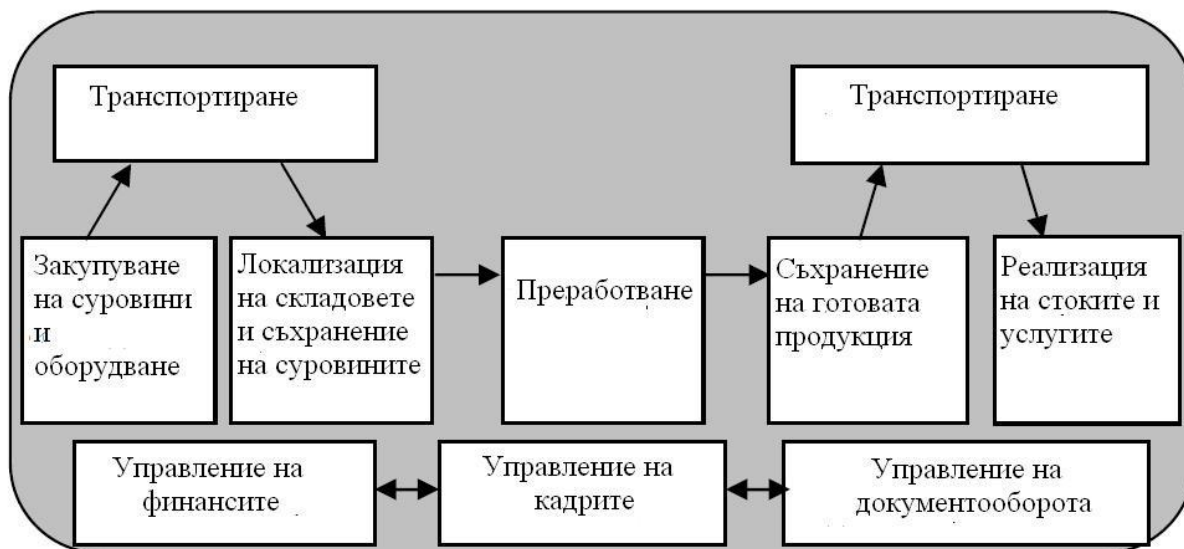 Транспортиране
Транспортиране
Закупуване
на суровини
и
оборудване
Локализация
на складовете
и съхранение
на суровините
Преработване
Съхранение
на готовата
продукция
Реализация
на стоките и
услугите
Управление на
финансите
Управление на
кадрите
Управление на
документооборота